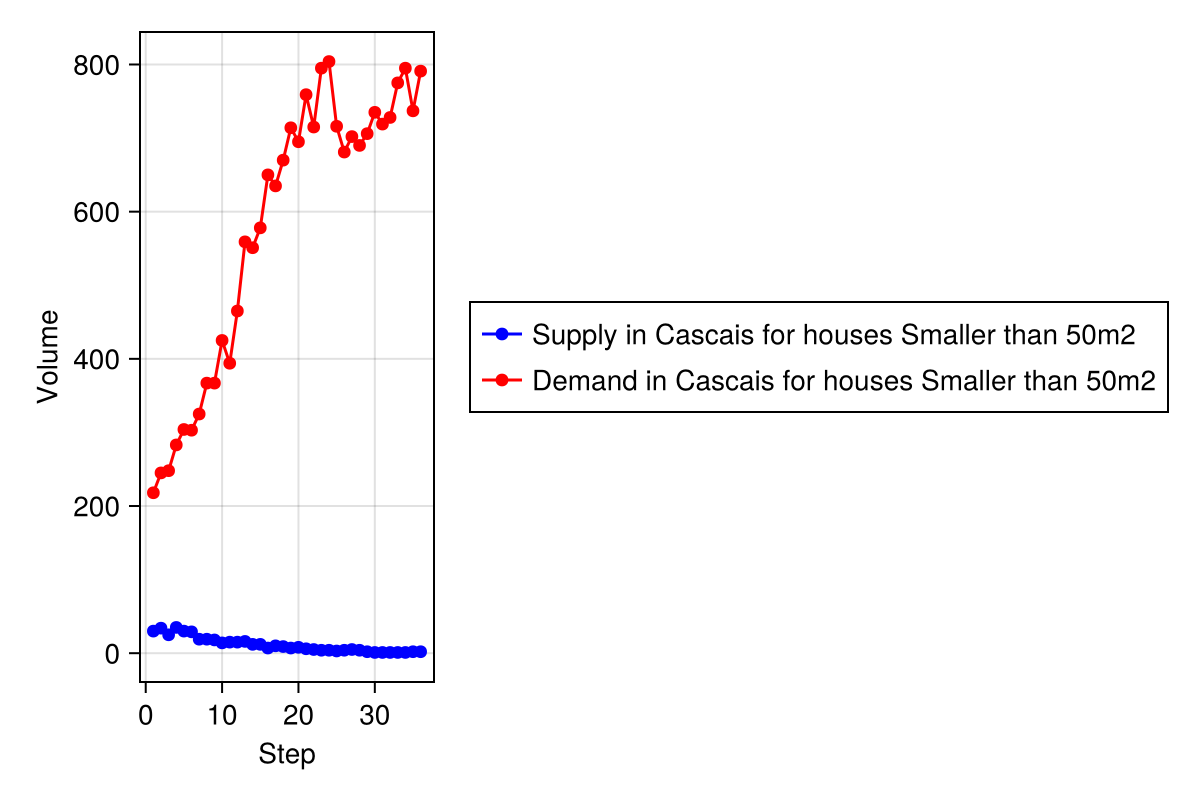 800
600
400
200
0
Volume
0 10 20 30
Step
Supply in Cascais for houses Smaller than 50m2
Demand in Cascais for houses Smaller than 50m2